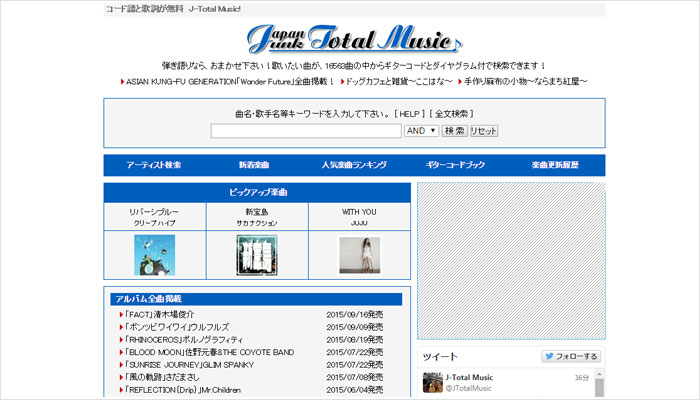 コード譜と歌詞が無料 J-Total Music!
Japan
Junk Total Music
弾き語りなら、おまかせ下さい！歌いたい曲が、16563曲の中からギターコードとダイヤグラム付で検索できます！
ASIAN KUNG-FU GENERATION「Wonder Future」全曲掲載！ ドッグカフェと雑貨～ここはな～ 手作り麻布の小物～ならまち紅屋～
曲名・歌手名等キーワードを入力して下さい。 [ HELP ] [ 全文検索 ]
AND 検 索 リセット
アーティスト検索 新着楽曲 人気楽曲ランキング ギターコードブック 楽曲更新履歴
ピックアップ楽曲
リバーシブルー 新宝島 WITH YOU
クリープハイプ サカナクション JUJU
アルバム全曲掲載
「FACT」清木場俊介 2015/09/16発売
「ボンツビワイワイ」ウルフルズ 2015/09/09発売
「RHINOCEROS」ポルノグラフィティ 2015/08/19発売
「BLOOD MOON」佐野元春&THE COYOTE BAND 2015/07/22発売
「SUNRISE JOURNEY」GLIM SPANKY 2015/07/22発売
「風の軌跡」さだまさし 2015/07/08発売
「REFLECTION{Drip}」Mr.Children 2015/06/04発売
ツイート フォローする
J-Total Music 36分
@JTotalMusic